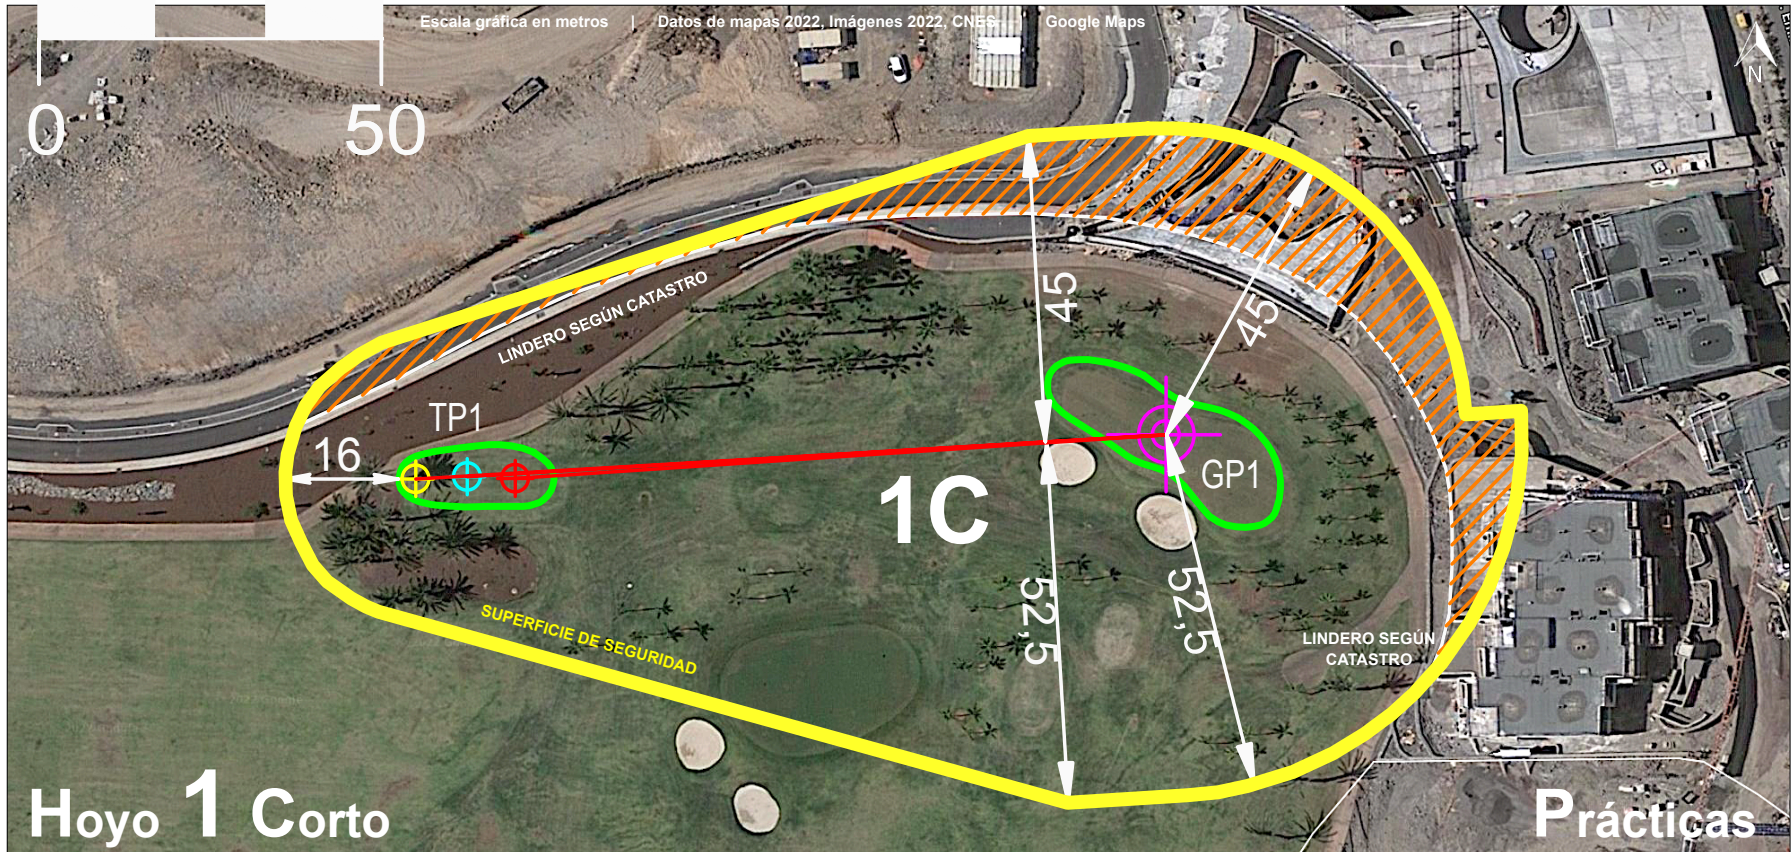 Escala gráfica en metros | Datos de mapas 2022, Imágenes 2022, CNES Google Maps
0
50
N
45
LINDERO SEGÚN CATASTRO
45
TP1
16
GP1
1C
52,5
52,5
SUPERFICIE DE SEGURIDAD
LINDERO SEGÚN
CATASTRO
Hoyo 1 Corto
Prácticas